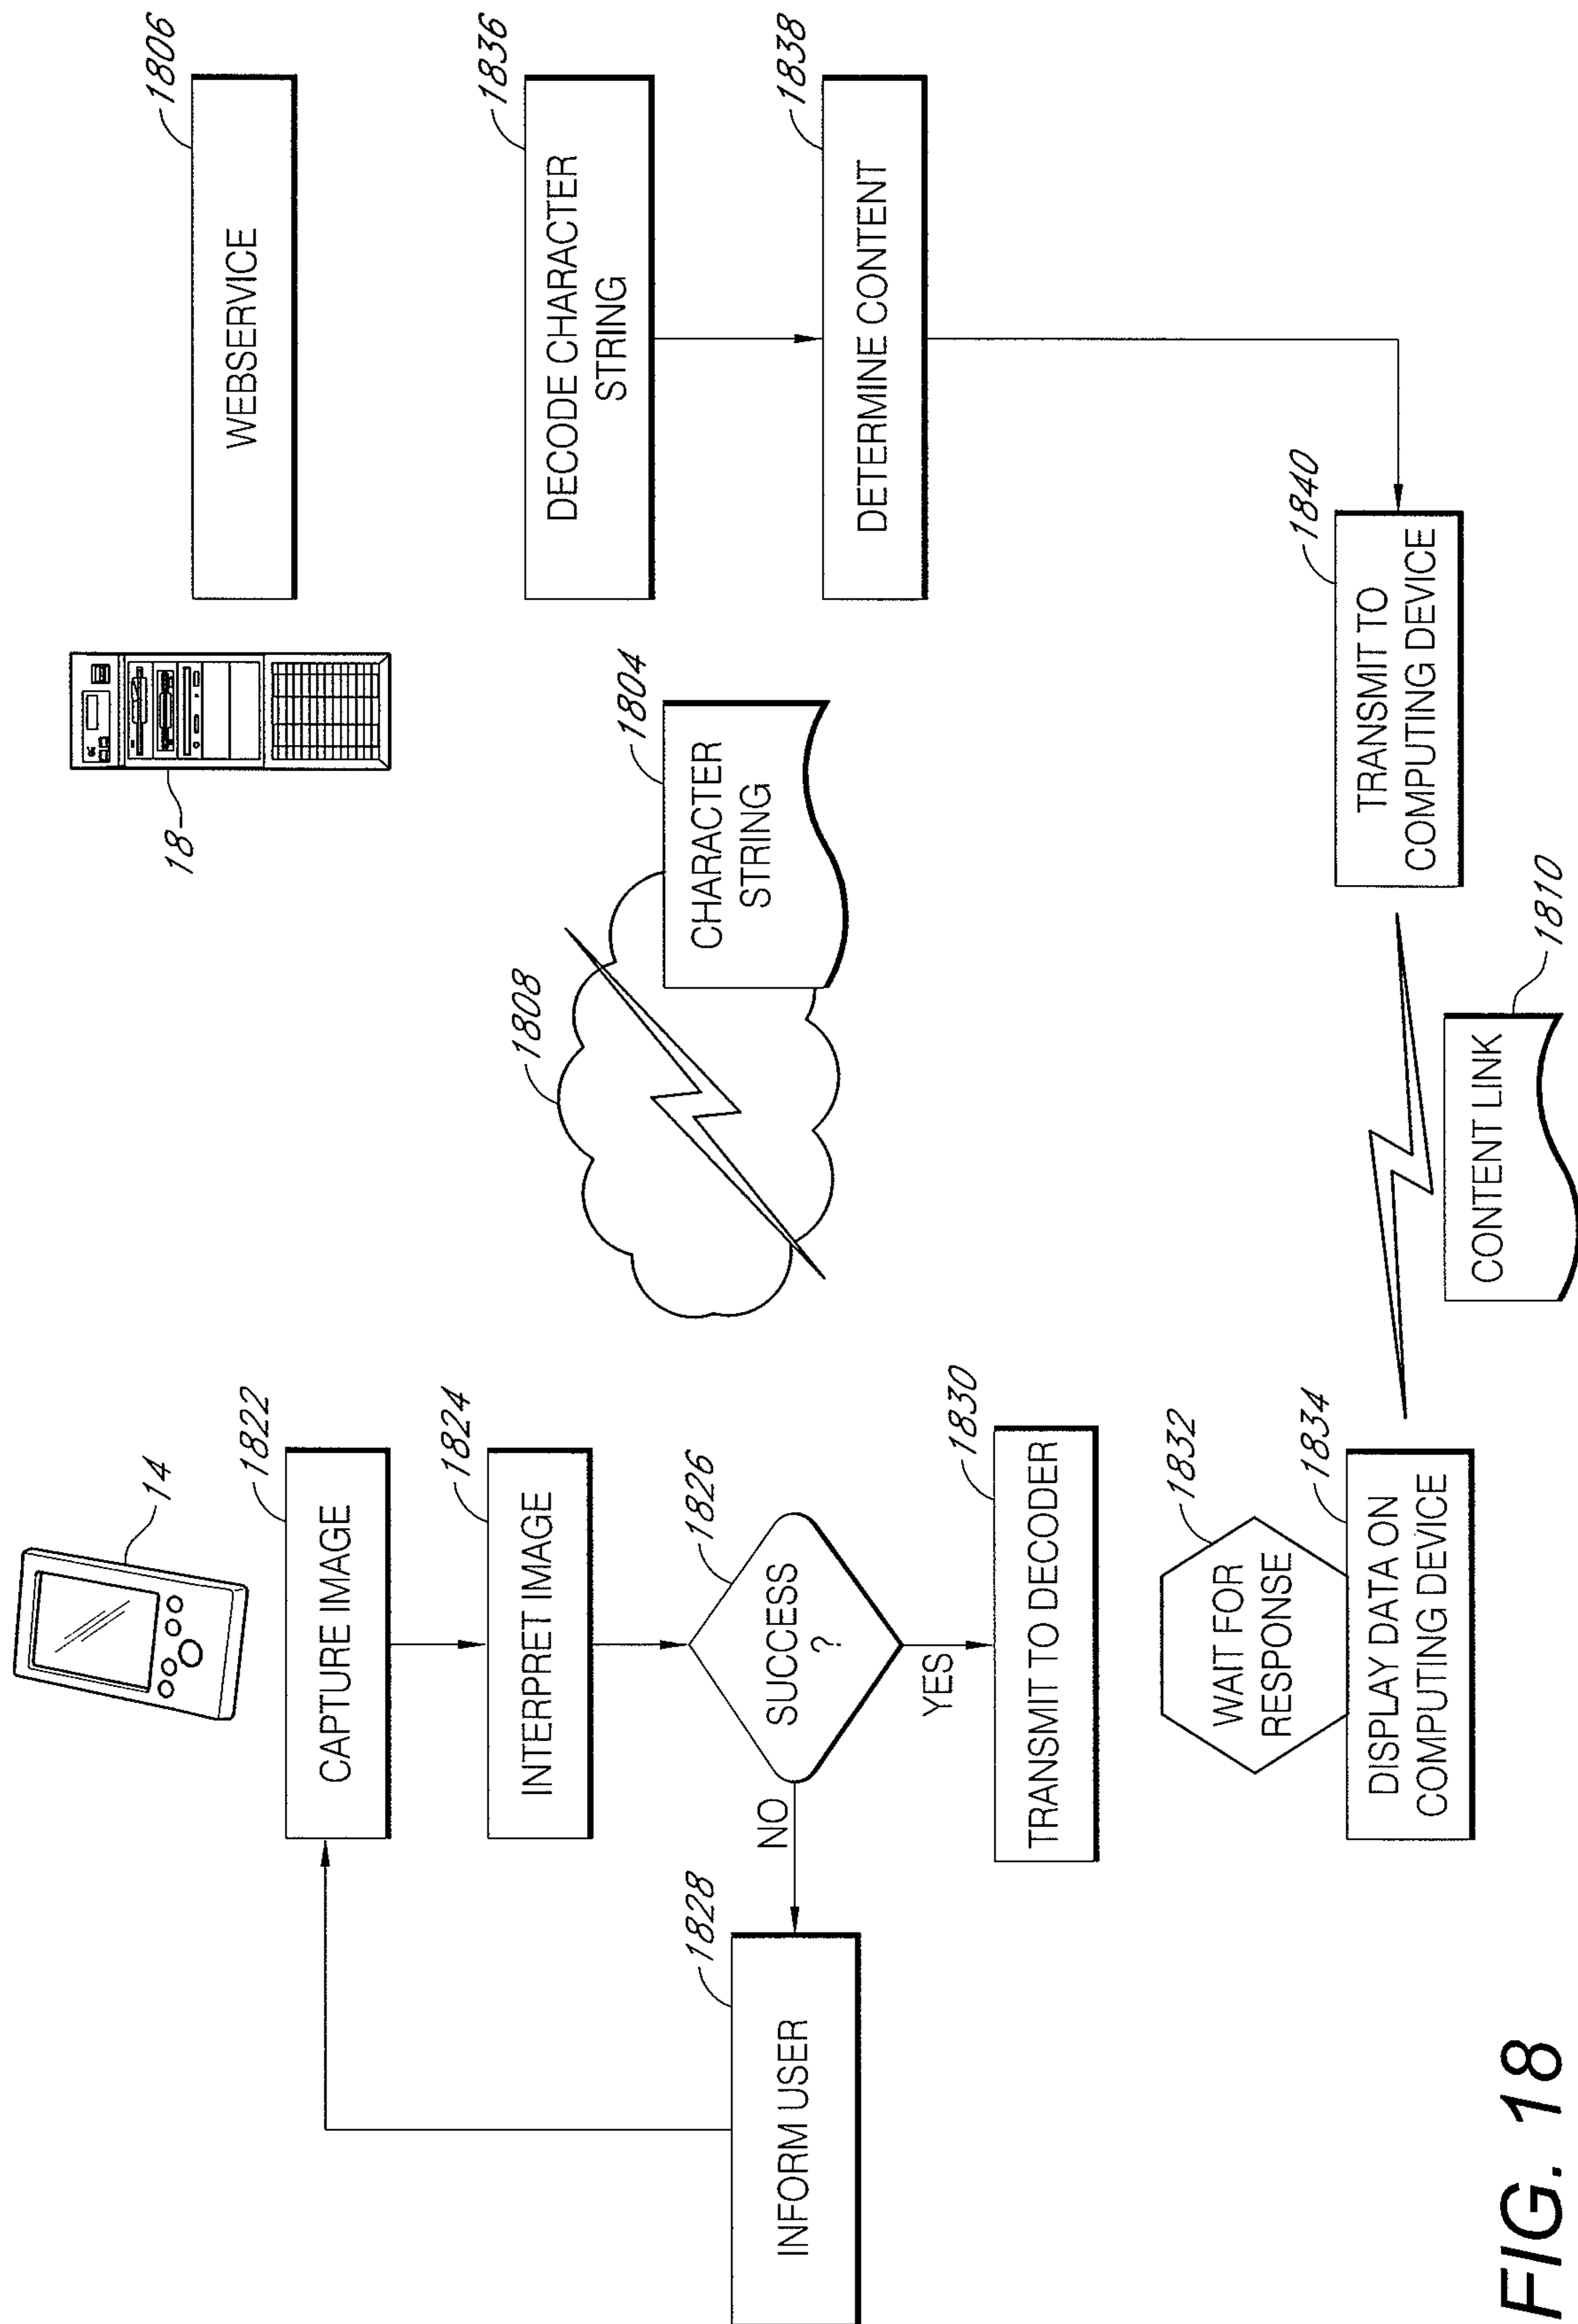 14
18
1806
WEBSERVICE
1822
CAPTURE IMAGE
1824
INTERPRET IMAGE
1826
SUCCESS
?
NO
YES
1828
INFORM USER
1830
TRANSMIT TO DECODER
1832
WAIT FOR
RESPONSE
1834
DISPLAY DATA ON
COMPUTING DEVICE
1808
1804
CHARACTER
STRING
1836
DECODE CHARACTER
STRING
1838
DETERMINE CONTENT
1840
TRANSMIT TO
COMPUTING DEVICE
1810
CONTENT LINK
FIG. 18